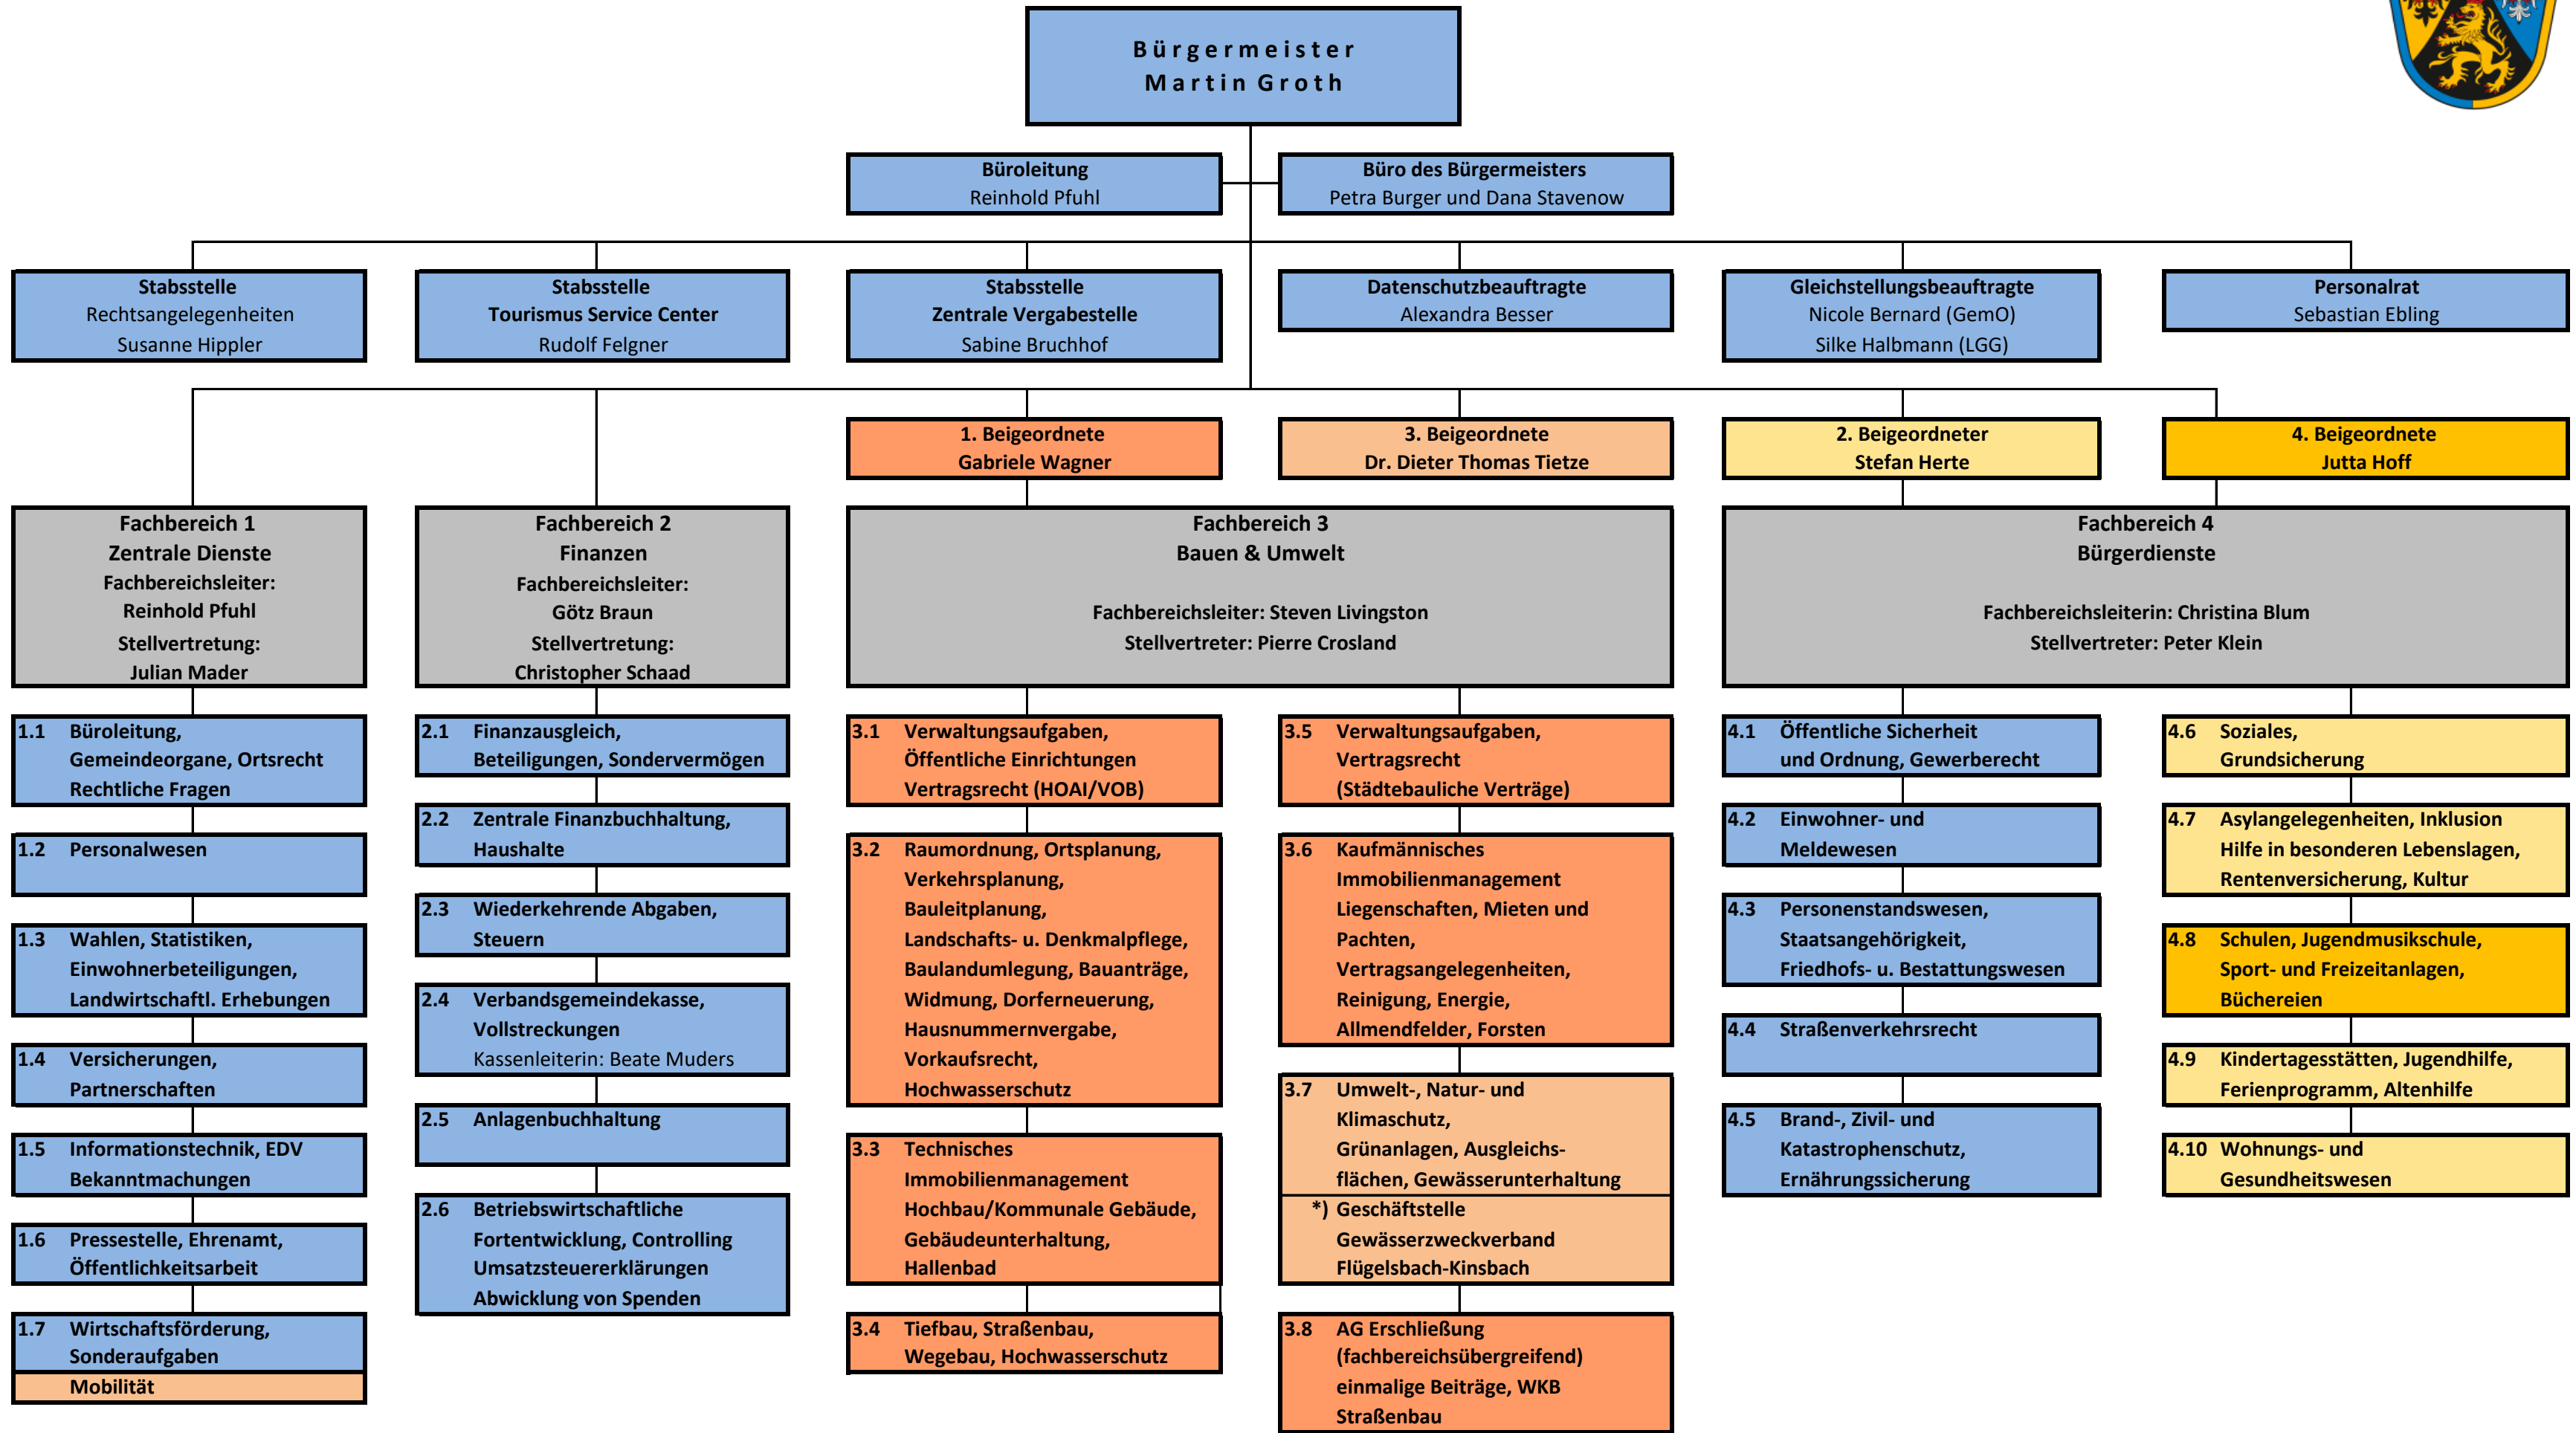 Bürgermeister
Martin Groth
Büroleitung
Reinhold Pfuhl
Büro des Bürgermeisters
Petra Burger und Dana Stavenow
Stabsstelle
Rechtsangelegenheiten
Susanne Hippler
Stabsstelle
Tourismus Service Center
Rudolf Felgner
Stabsstelle
Zentrale Vergabestelle
Sabine Bruchhof
Datenschutzbeauftragte
Alexandra Besser
Gleichstellungsbeauftragte
Nicole Bernard (GemO)
Silke Halbmann (LGG)
Personalrat
Sebastian Ebling
1. Beigeordnete
Gabriele Wagner
3. Beigeordnete
Dr. Dieter Thomas Tietze
2. Beigeordneter
Stefan Herte
4. Beigeordnete
Jutta Hoff
Fachbereich 1
Zentrale Dienste
Fachbereichsleiter:
Reinhold Pfuhl
Stellvertretung:
Julian Mader
Fachbereich 2
Finanzen
Fachbereichsleiter:
Götz Braun
Stellvertretung:
Christopher Schaad
Fachbereich 3
Bauen & Umwelt
Fachbereichsleiter: Steven Livingston
Stellvertreter: Pierre Crosland
Fachbereich 4
Bürgerdienste
Fachbereichsleiterin: Christina Blum
Stellvertreter: Peter Klein
1.1 Büroleitung,
Gemeindeorgane, Ortsrecht
Rechtliche Fragen
1.2 Personalwesen
1.3 Wahlen, Statistiken,
Einwohnerbeteiligungen,
Landwirtschaftl. Erhebungen
1.4 Versicherungen,
Partnerschaften
1.5 Informationstechnik, EDV
Bekanntmachungen
1.6 Pressestelle, Ehrenamt,
Öffentlichkeitsarbeit
1.7 Wirtschaftsförderung,
Sonderaufgaben
Mobilität
2.1 Finanzausgleich,
Beteiligungen, Sondervermögen
2.2 Zentrale Finanzbuchhaltung,
Haushalte
2.3 Wiederkehrende Abgaben,
Steuern
2.4 Verbandsgemeindekasse,
Vollstreckungen
Kassenleiterin: Beate Muders
2.5 Anlagenbuchhaltung
2.6 Betriebswirtschaftliche
Fortentwicklung, Controlling
Umsatzsteuererklärungen
Abwicklung von Spenden
3.1 Verwaltungsaufgaben,
Öffentliche Einrichtungen
Vertragsrecht (HOAI/VOB)
3.2 Raumordnung, Ortsplanung,
Verkehrsplanung,
Bauleitplanung,
Landschafts- u. Denkmalpflege,
Baulandumlegung, Bauanträge,
Widmung, Dorferneuerung,
Hausnummernvergabe,
Vorkaufsrecht,
Hochwasserschutz
3.3 Technisches
Immobilienmanagement
Hochbau/Kommunale Gebäude,
Gebäudeunterhaltung,
Hallenbad
3.4 Tiefbau, Straßenbau,
Wegebau, Hochwasserschutz
3.5 Verwaltungsaufgaben,
Vertragsrecht
(Städtebauliche Verträge)
3.6 Kaufmännisches
Immobilienmanagement
Liegenschaften, Mieten und
Pachten,
Vertragsangelegenheiten,
Reinigung, Energie,
Allmendfelder, Forsten
3.7 Umwelt-, Natur- und
Klimaschutz,
Grünanlagen, Ausgleichs-
flächen, Gewässerunterhaltung
*) Geschäftstelle
Gewässerzweckverband
Flügelsbach-Kinsbach
3.8 AG Erschließung
(fachbereichsübergreifend)
einmalige Beiträge, WKB
Straßenbau
4.1 Öffentliche Sicherheit
und Ordnung, Gewerberecht
4.2 Einwohner- und
Meldewesen
4.3 Personenstandswesen,
Staatsangehörigkeit,
Friedhofs- u. Bestattungswesen
4.4 Straßenverkehrsrecht
4.5 Brand-, Zivil- und
Katastrophenschutz,
Ernährungssicherung
4.6 Soziales,
Grundsicherung
4.7 Asylangelegenheiten, Inklusion
Hilfe in besonderen Lebenslagen,
Rentenversicherung, Kultur
4.8 Schulen, Jugendmusikschule,
Sport- und Freizeitanlagen,
Büchereien
4.9 Kindertagesstätten, Jugendhilfe,
Ferienprogramm, Altenhilfe
4.10 Wohnungs- und
Gesundheitswesen